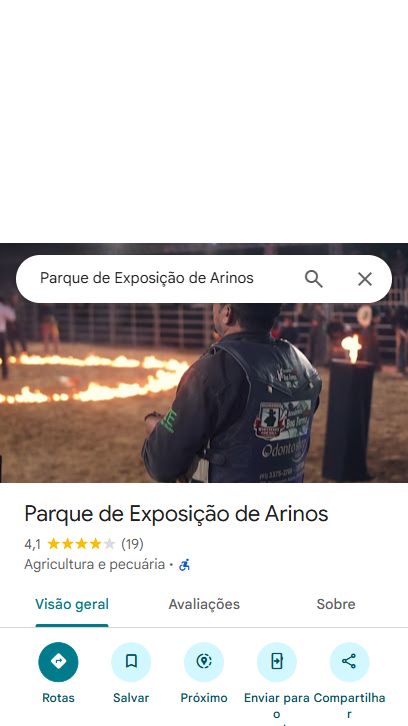 Parque de Exposição de Arinos
Odonto
Parque de Exposição de Arinos
4,1 (19)
Agricultura e pecuária •
Visão geral Avaliações Sobre
Rotas Salvar Próximo Enviar para o Compartilhar